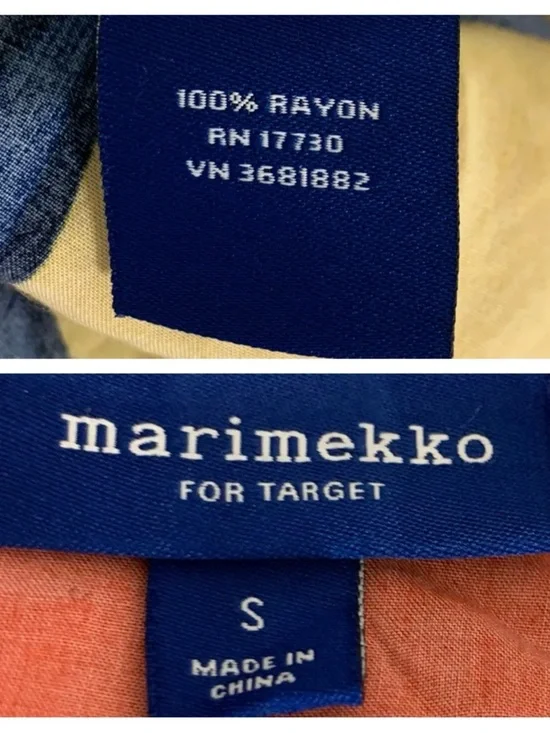 100% RAYON
RN 17730
VN 3681882
marimekko
FOR TARGET
S
MADE IN
CHINA